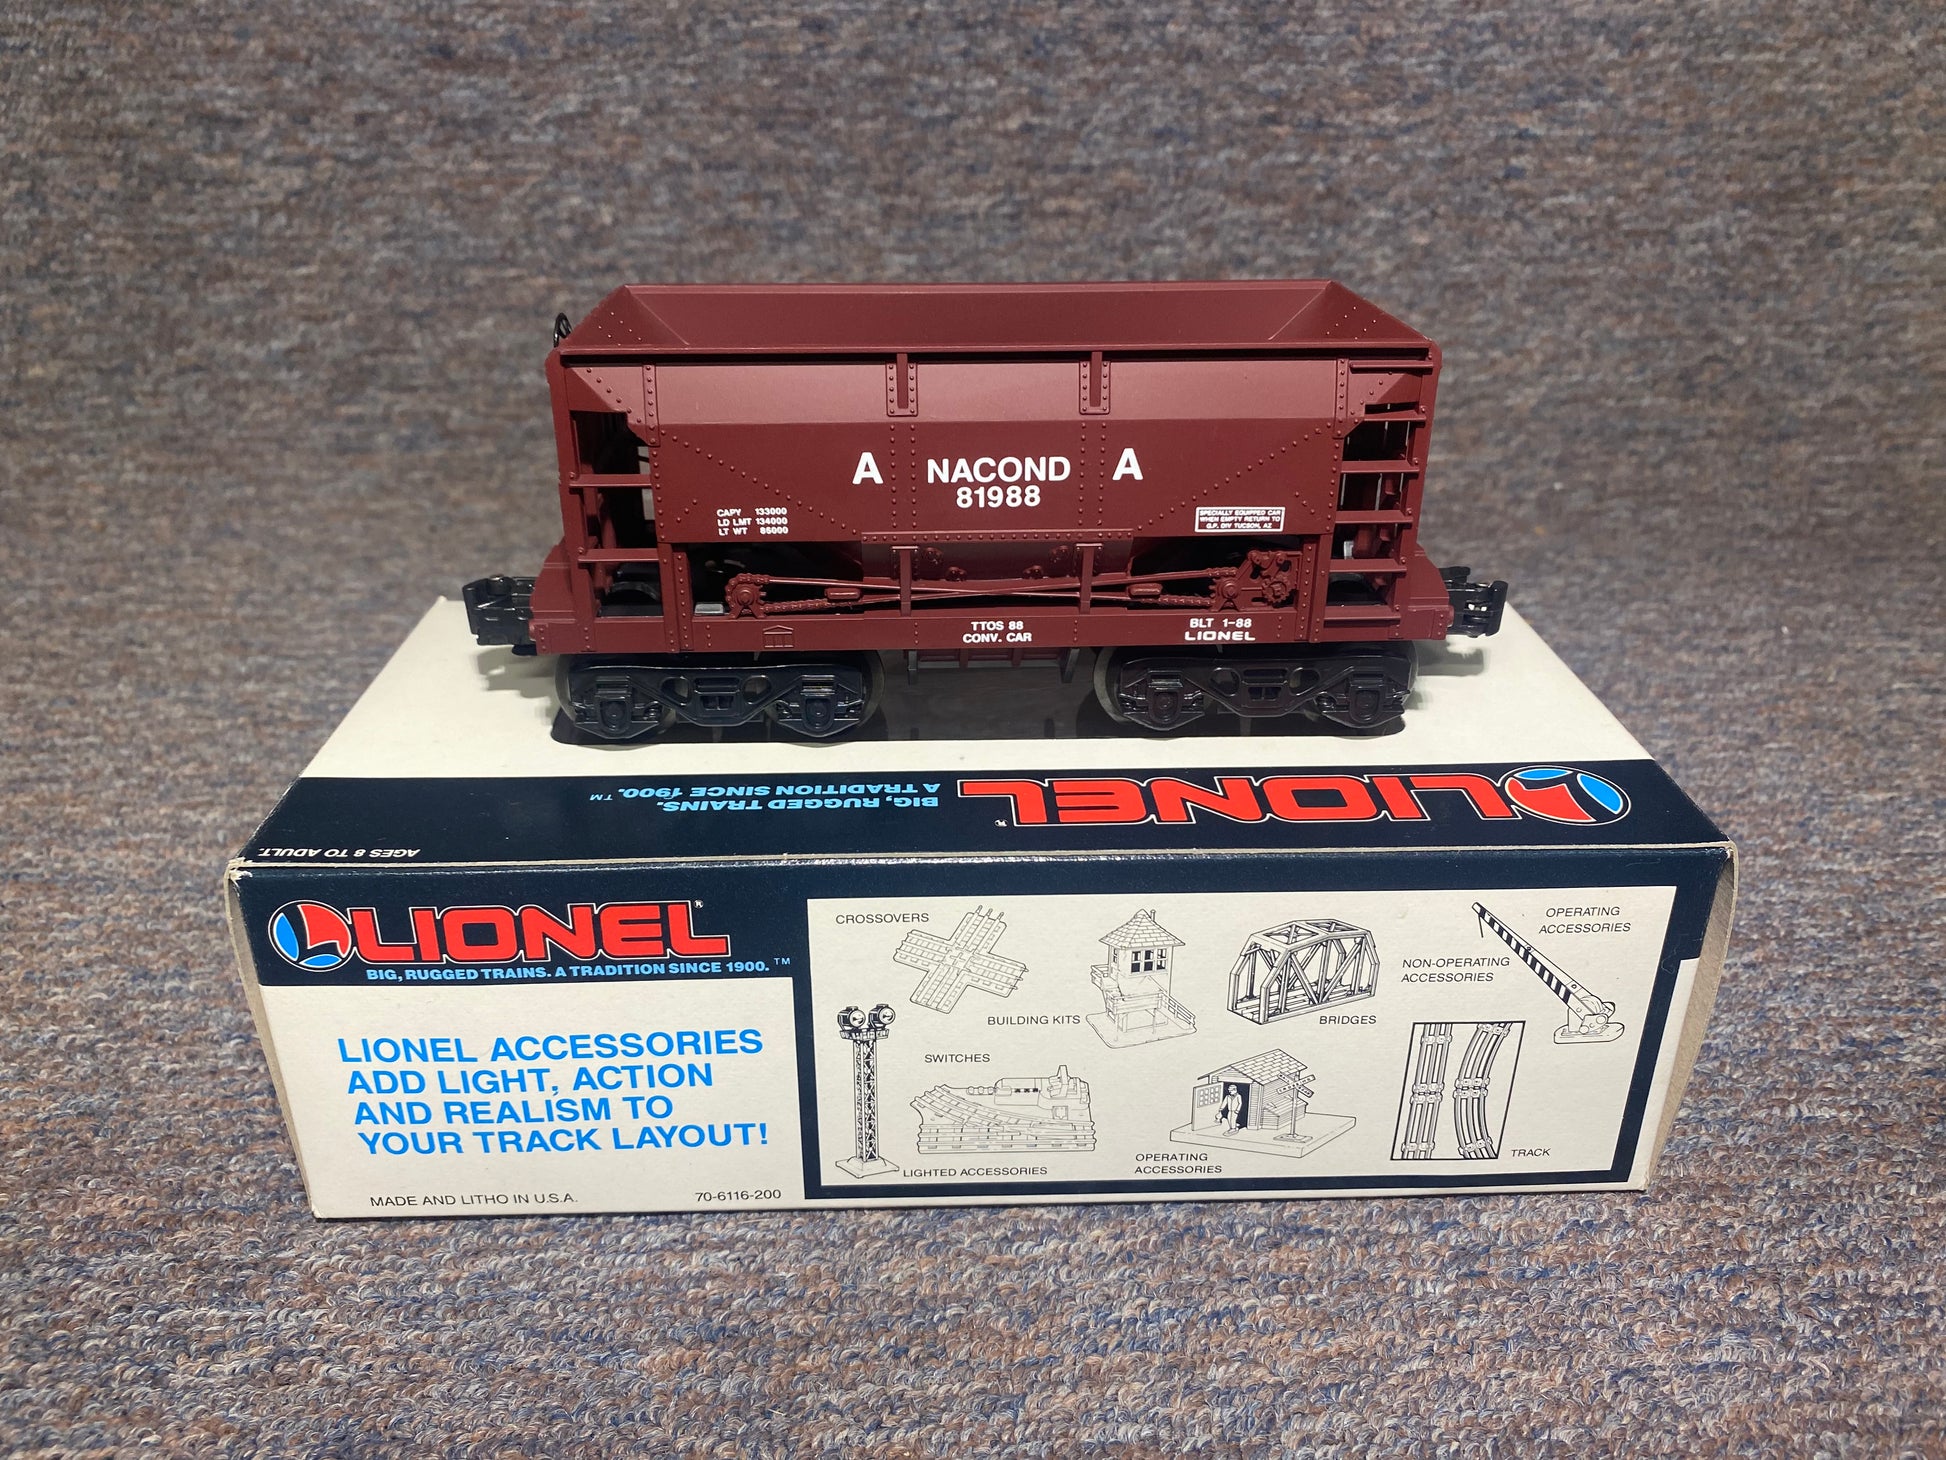 A NACOND A
81988
CAPY 133000
LD LMT 134000
LT WT 86000
SPECIALLY EQUIPPED CAR
WHEN EMPTY RETURN TO
G.F. DIV TUCSON, AZ
TTOS 88
CONV. CAR
BLT 1-88
LIONEL
LIONEL®
BIG, RUGGED TRAINS.
A TRADITION SINCE 1900.™
AGES 8 TO ADULT.
LIONEL®
BIG, RUGGED TRAINS. A TRADITION SINCE 1900.™
LIONEL ACCESSORIES
ADD LIGHT, ACTION
AND REALISM TO
YOUR TRACK LAYOUT!
MADE AND LITHO IN U.S.A.
70-6116-200
CROSSOVERS
BUILDING KITS
BRIDGES
NON-OPERATING
ACCESSORIES
OPERATING
ACCESSORIES
SWITCHES
LIGHTED ACCESSORIES
OPERATING
ACCESSORIES
TRACK